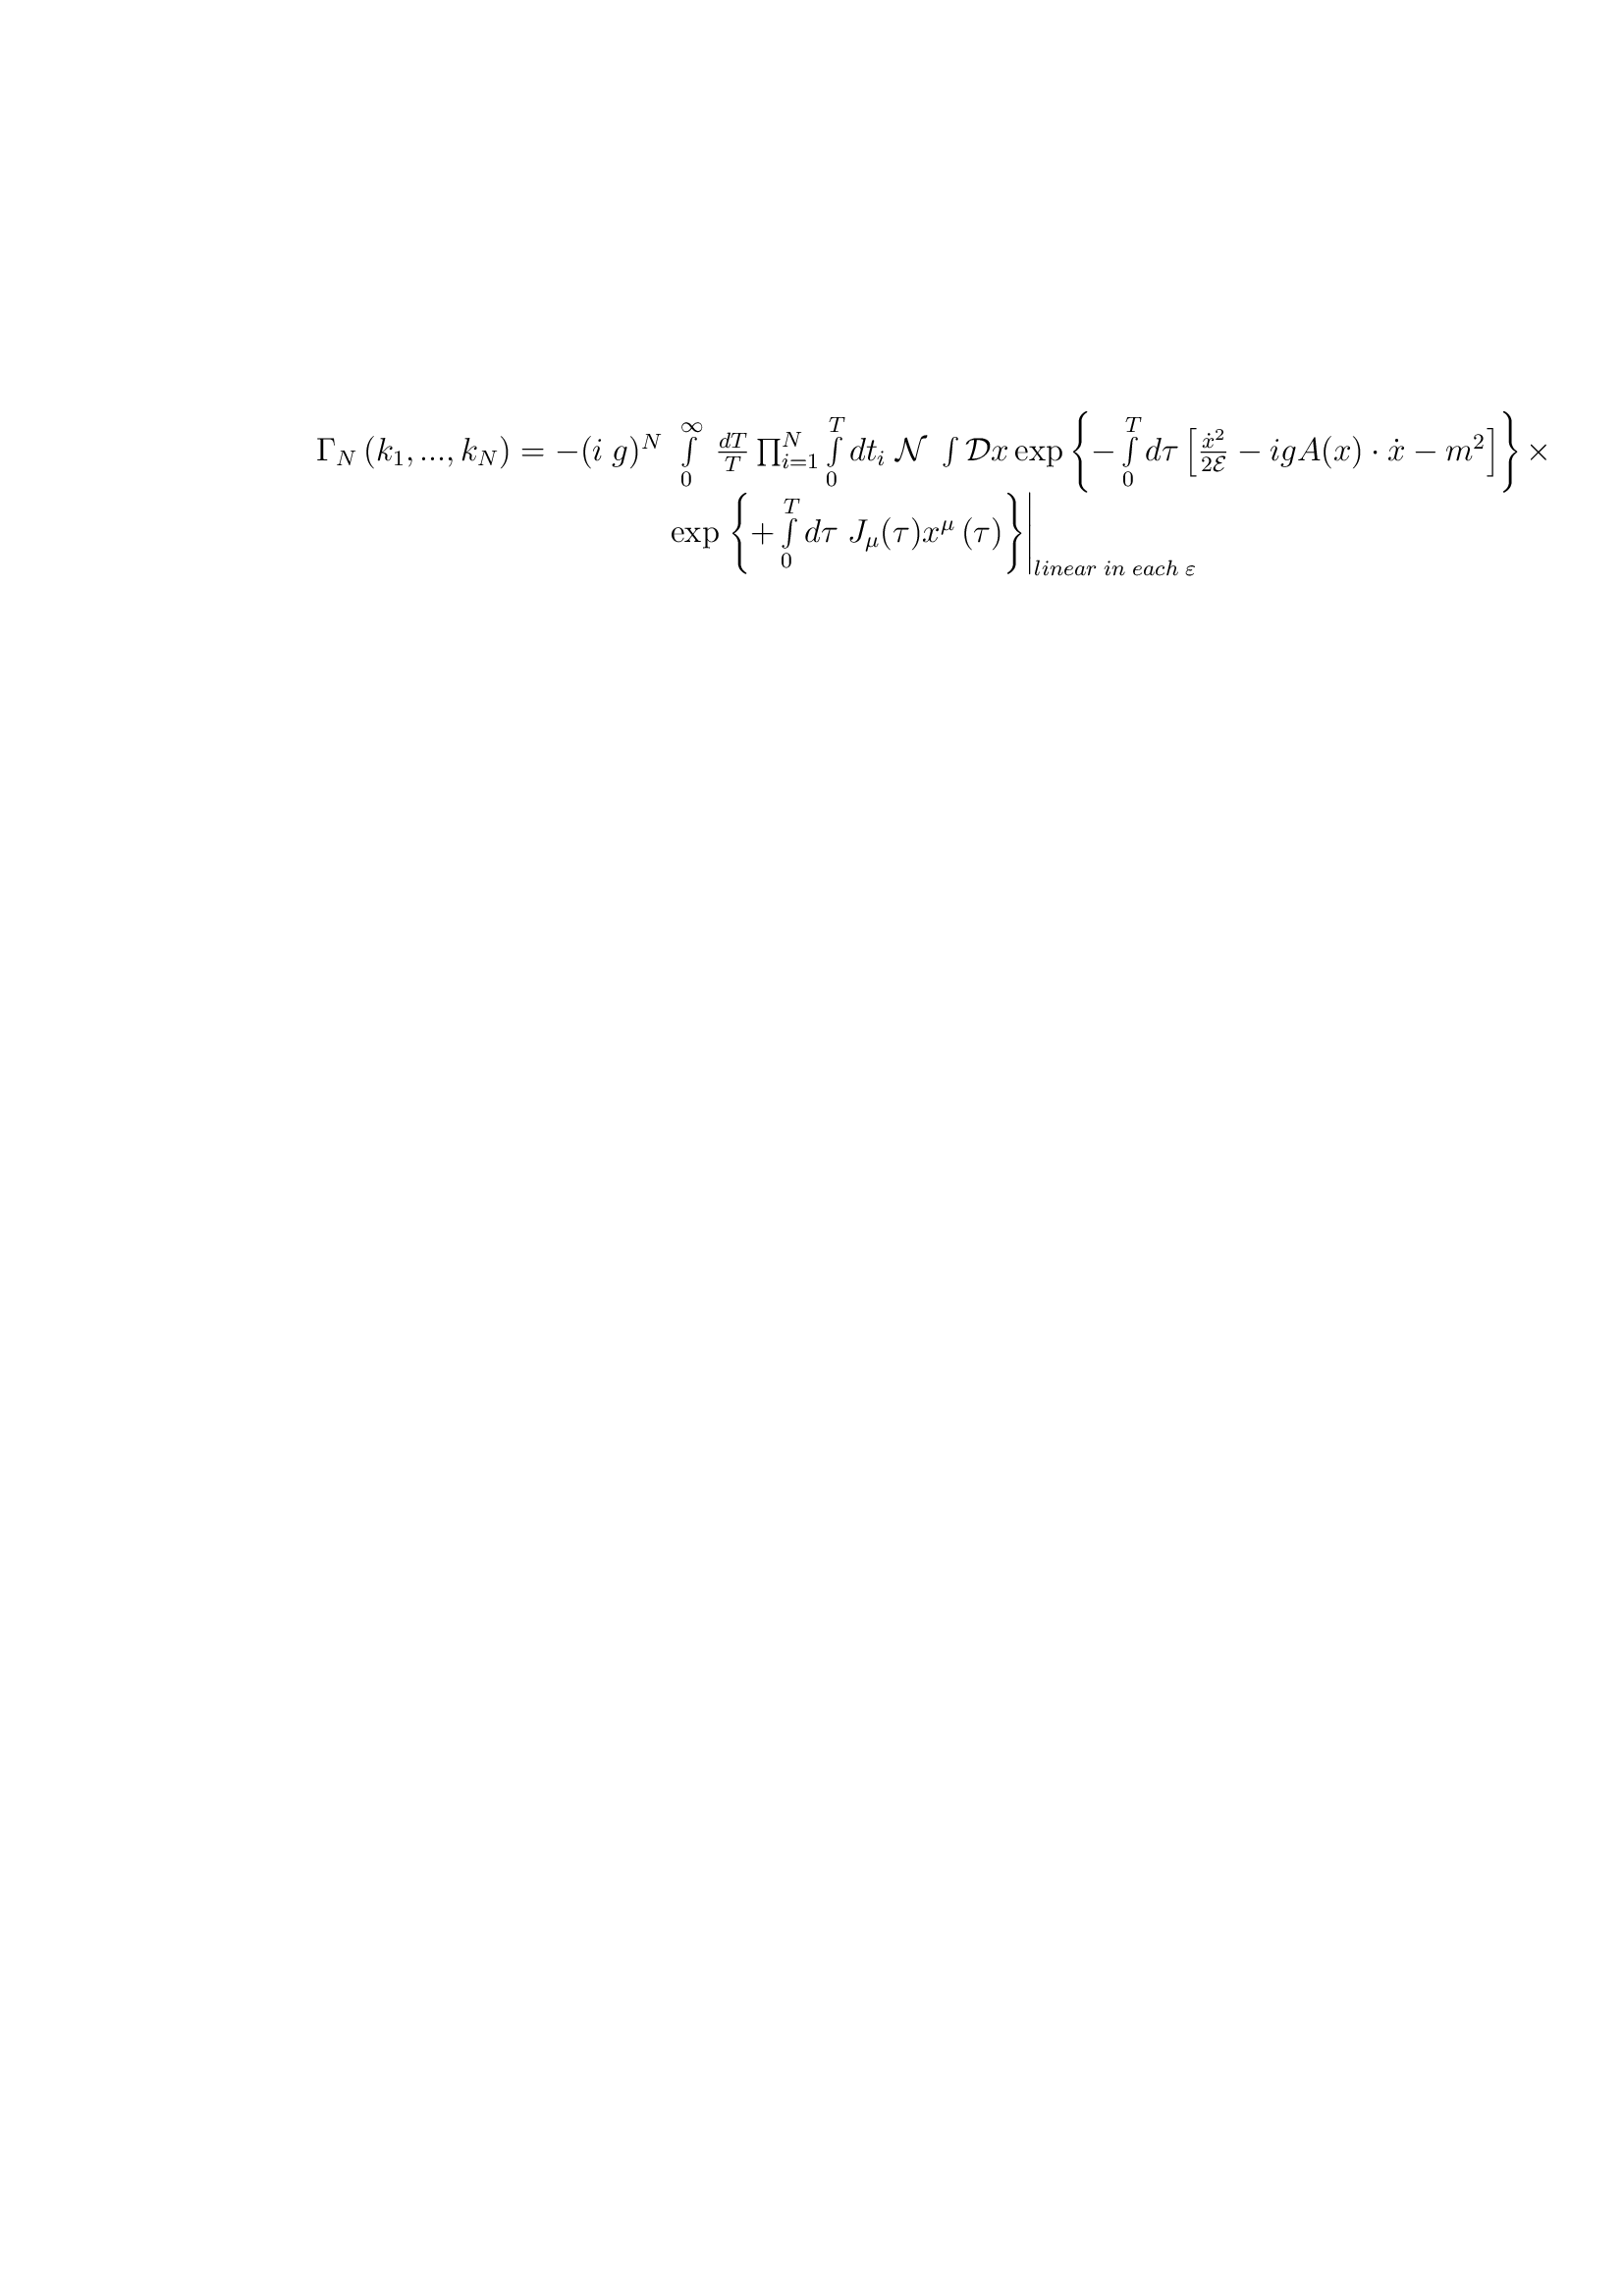 $\Gamma_N\left(k_1,...,k_N\right)=-(i\ g)^N\ \int\limits_0^\infty\ \frac{dT}{T}\prod_{i=1}^N\int\limits_0^T dt_i\ \mathcal{N}\ \int\mathcal{D}x\exp\left\{-\int\limits_0^T d\tau\left[\frac{\dot{x}^2}{2\mathcal{E}}-igA(x)\cdot\dot{x}-m^2\right]\right\}\times$
$\exp\left\{+\int\limits_0^T d\tau\ J_\mu(\tau)x^\mu\left(\tau\right)\right\}\Big|_{linear\ in\ each\ \varepsilon}$